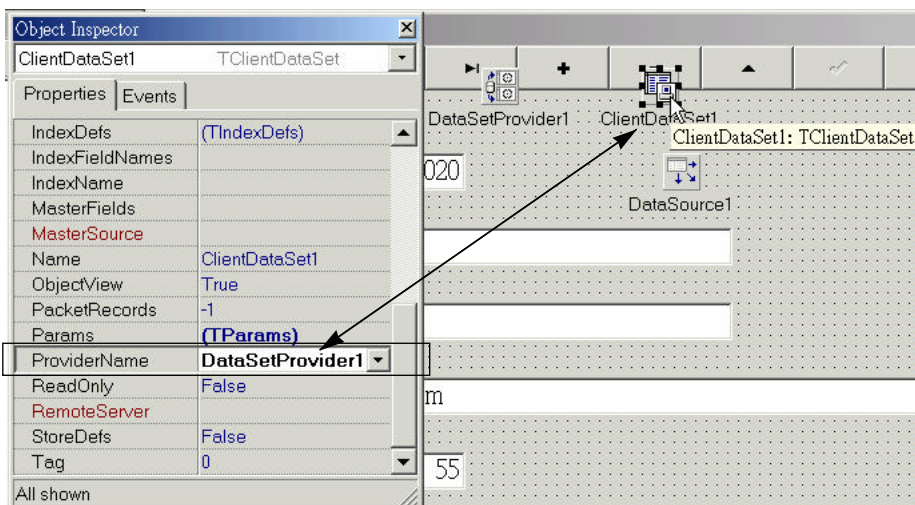 Object Inspector
ClientDataSet1 TClientDataSet
Properties Events
IndexDefs (TIndexDefs)
IndexFieldNames
IndexName
MasterFields
MasterSource
Name ClientDataSet1
ObjectView True
PacketRecords -1
Params (TParams)
ProviderName DataSetProvider1
ReadOnly False
RemoteServer
StoreDefs False
Tag 0
All shown
DataSetProvider1 ClientDataSet1
ClientDataSet1: TClientDataSet
020
DataSource1
m
55